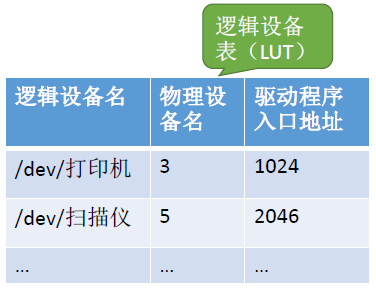 逻辑设备
表（LUT）
逻辑设备名 物理设 驱动程序
备名 入口地址
/dev/打印机 3 1024
/dev/扫描仪 5 2046
... ... ...